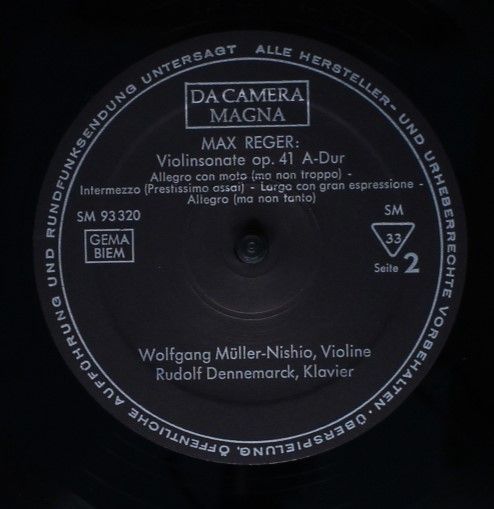 DA CAMERA
MAGNA
MAX REGER:
Violinsonate op. 41 A-Dur
Allegro con moto (ma non troppo) -
Intermezzo (Prestissimo assai) - Largo con gran espressione -
Allegro (ma non tanto)
SM 93 320
GEMA
BIEM
SM
33
Seite 2
Wolfgang Müller-Nishio, Violine
Rudolf Dennemarck, Klavier
ALLE HERSTELLER- UND URHEBERRECHTE VORBEHALTEN · ÜBERSPIELUNG, ÖFFENTLICHE AUFFÜHRUNG UND RUNDFUNKSENDUNG UNTERSAGT